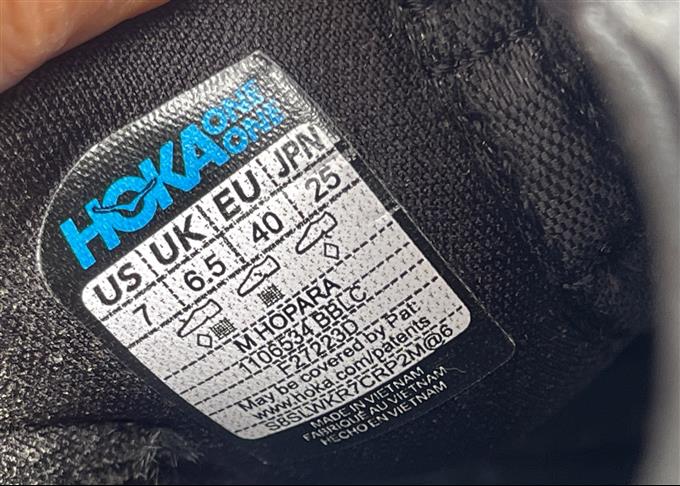 HOKA ONE ONE
US UK EU JPN
7 6.5 40 25
M HOPARA
1106534 BBLC
F27223D
May be covered by Pat
www.hoka.com/patents
S8SLWKR7CRP2M@6
MADE IN VIETNAM
FABRIQUE AU VIETNAM
HECHO EN VIETNAM